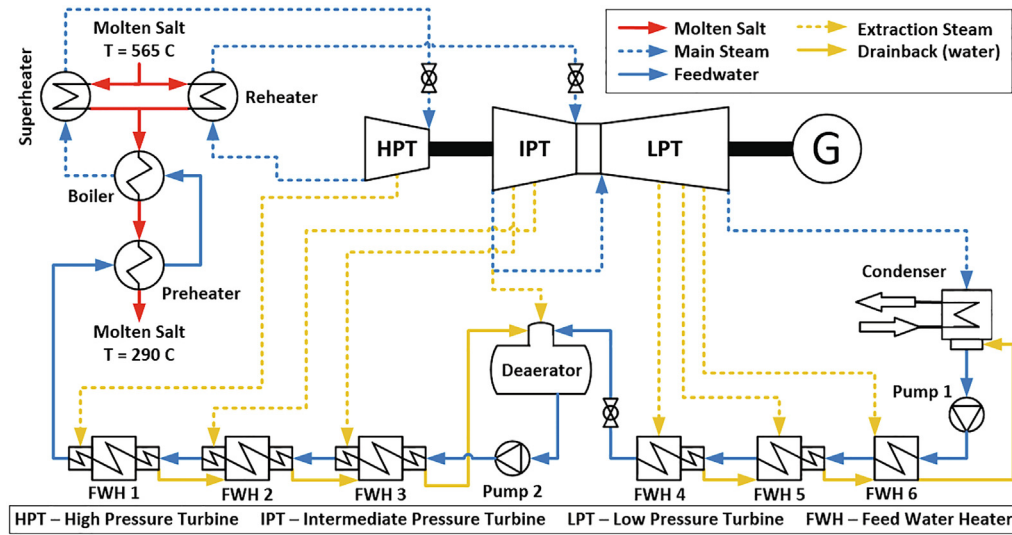 Molten Salt
T = 565 C
Superheater
Reheater
Boiler
Preheater
Molten Salt
T = 290 C
Molten Salt
Main Steam
Feedwater
Extraction Steam
Drainback (water)
HPT
IPT
LPT
G
Condenser
Pump 1
Deaerator
Pump 2
FWH 1
FWH 2
FWH 3
FWH 4
FWH 5
FWH 6
HPT – High Pressure Turbine IPT – Intermediate Pressure Turbine LPT – Low Pressure Turbine FWH – Feed Water Heater